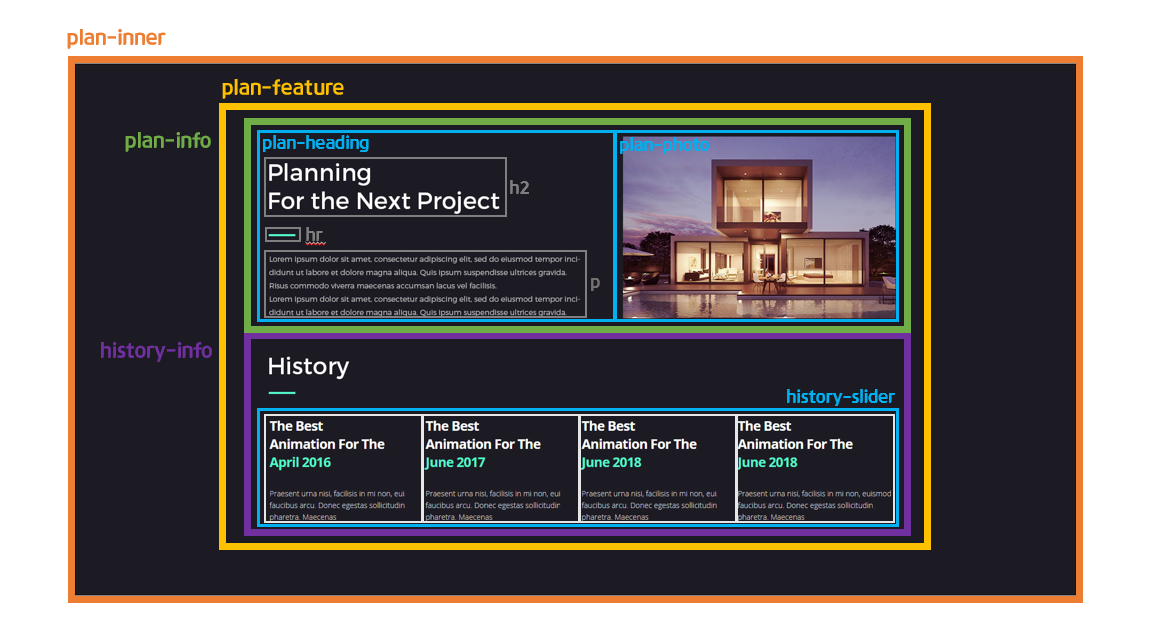 plan-inner
plan-feature
plan-info
plan-heading
plan-photo
Planning
For the Next Project
h2
hr
Lorem ipsum dolor sit amet, consectetur adipiscing elit, sed do eiusmod tempor inci-
didunt ut labore et dolore magna aliqua. Quis ipsum suspendisse ultrices gravida.
Risus commodo viverra maecenas accumsan lacus vel facilisis.
Lorem ipsum dolor sit amet, consectetur adipiscing elit, sed do eiusmod tempor inci-
didunt ut labore et dolore magna aliqua. Quis ipsum suspendisse ultrices gravida.
p
history-info
History
history-slider
The Best
Animation For The
April 2016
Praesent urna nisi, facilisis in mi non, eui
faucibus arcu. Donec egestas sollicitudin
pharetra. Maecenas
The Best
Animation For The
June 2017
Praesent urna nisi, facilisis in mi non, eui
faucibus arcu. Donec egestas sollicitudin
pharetra. Maecenas
The Best
Animation For The
June 2018
Praesent urna nisi, facilisis in mi non, eui
faucibus arcu. Donec egestas sollicitudin
pharetra. Maecenas
The Best
Animation For The
June 2018
Praesent urna nisi, facilisis in mi non, euismod
faucibus arcu. Donec egestas sollicitudin
pharetra. Maecenas